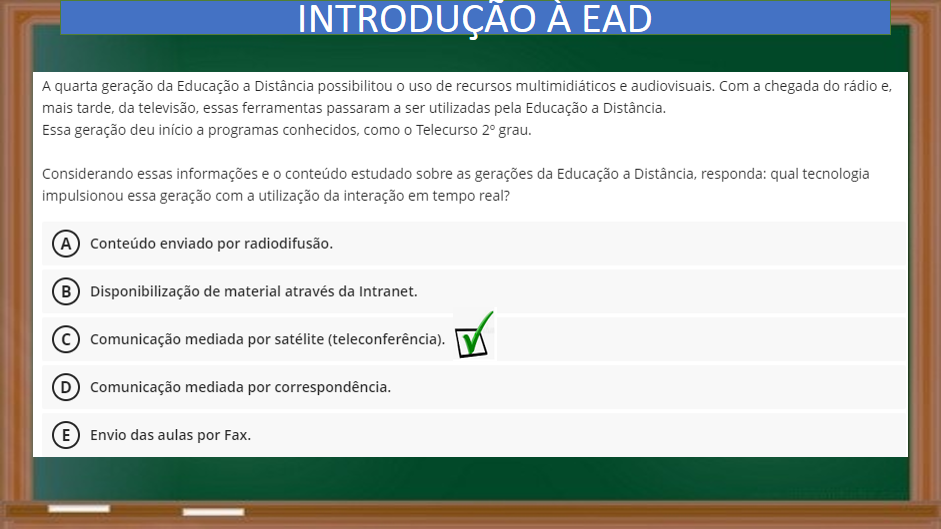 INTRODUÇÃO À EAD
A quarta geração da Educação a Distância possibilitou o uso de recursos multimidiáticos e audiovisuais. Com a chegada do rádio e,
mais tarde, da televisão, essas ferramentas passaram a ser utilizadas pela Educação a Distância.
Essa geração deu início a programas conhecidos, como o Telecurso 2º grau.
Considerando essas informações e o conteúdo estudado sobre as gerações da Educação a Distância, responda: qual tecnologia
impulsionou essa geração com a utilização da interação em tempo real?
A Conteúdo enviado por radiodifusão.
B Disponibilização de material através da Intranet.
C Comunicação mediada por satélite (teleconferência).
D Comunicação mediada por correspondência.
E Envio das aulas por Fax.